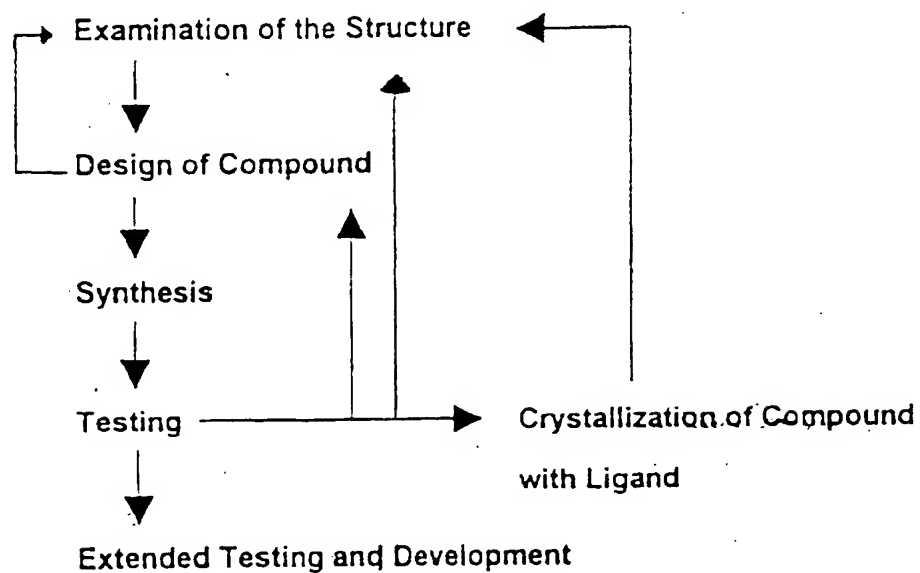 Examination of the Structure
Design of Compound
Synthesis
Testing
Crystallization of Compound
with Ligand
Extended Testing and Development